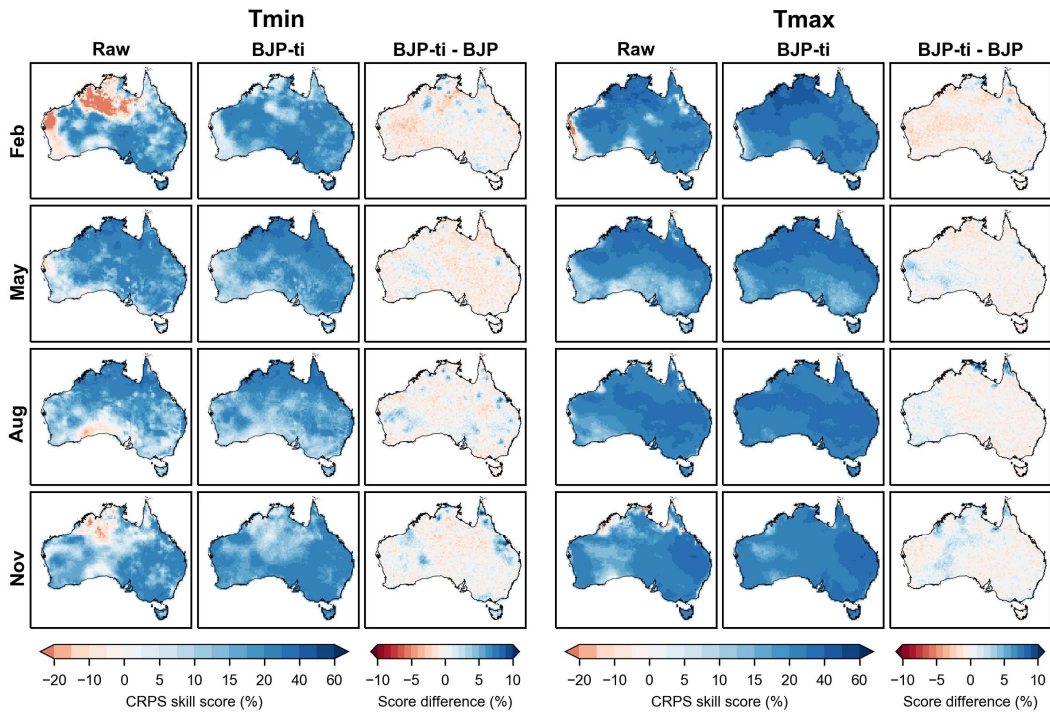 Tmin Tmax
Raw BJP-ti BJP-ti - BJP Raw BJP-ti BJP-ti - BJP
Feb
May
Aug
Nov
−20 −10 0 5 10 15 20 40 60 −10 −5 0 5 10 −20 −10 0 5 10 15 20 40 60 −10 −5 0 5 10
CRPS skill score (%) Score difference (%) CRPS skill score (%) Score difference (%)